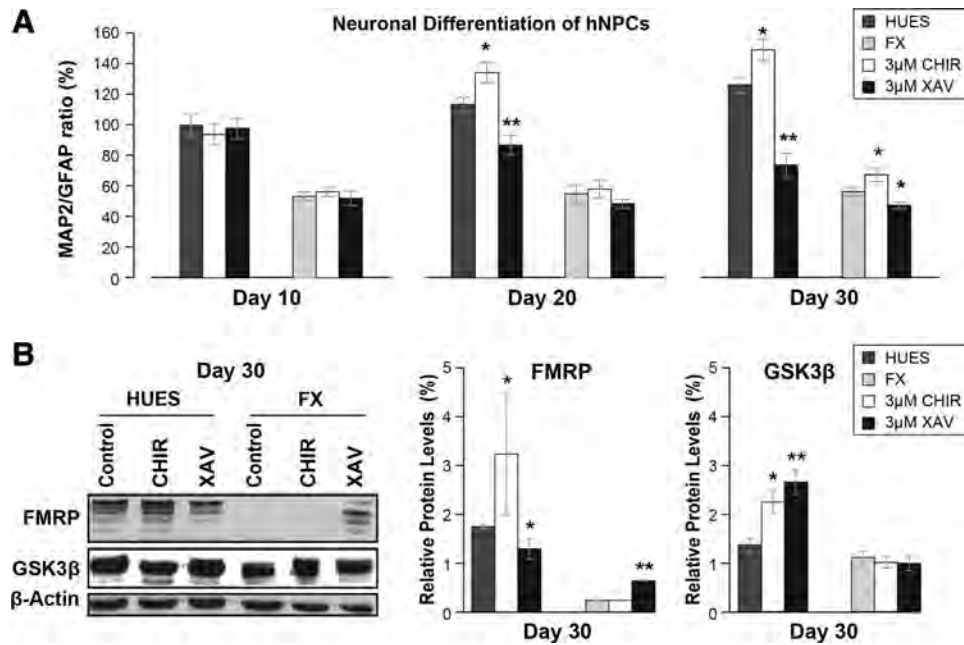 A
Neuronal Differentiation of hNPCs
MAP2/GFAP ratio (%)
160
140
120
100
80
60
40
20
0
* ** * ** * *
Day 10 Day 20 Day 30
HUES
FX
3µM CHIR
3µM XAV
B
Day 30
HUES FX
Control CHIR XAV Control CHIR XAV
FMRP
GSK3β
β-Actin
FMRP
Relative Protein Levels (%)
5
4
3
2
1
0
* * **
Day 30
GSK3β
Relative Protein Levels (%)
5
4
3
2
1
0
* **
Day 30
HUES
FX
3µM CHIR
3µM XAV